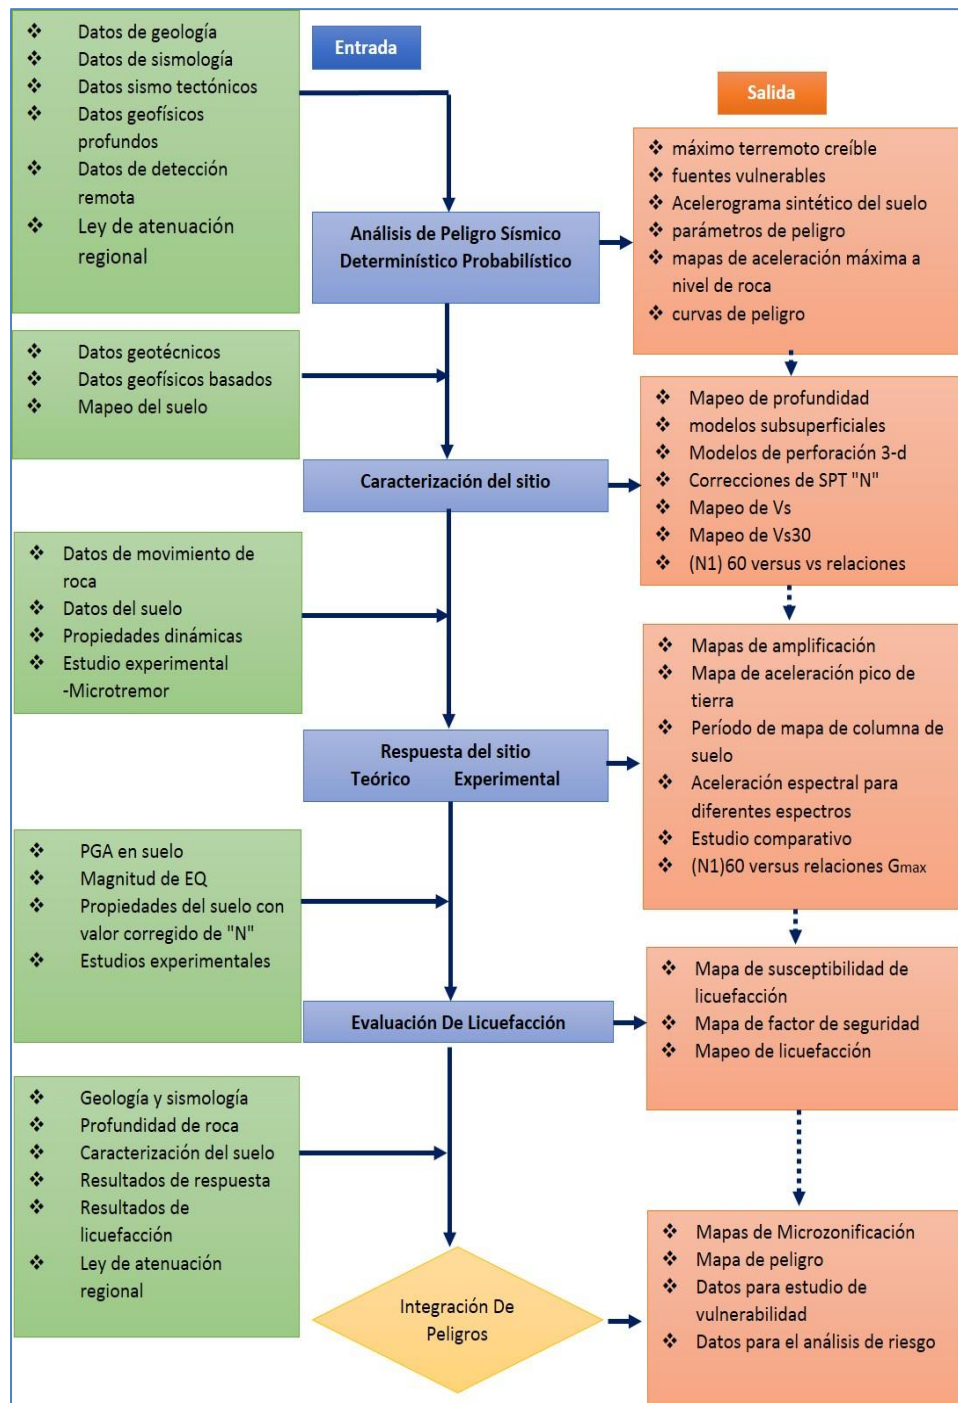 Entrada
Salida
❖ Datos de geología
❖ Datos de sismología
❖ Datos sismo tectónicos
❖ Datos geofísicos
profundos
❖ Datos de detección
remota
❖ Ley de atenuación
regional
Análisis de Peligro Sísmico
Determinístico Probabilístico
❖ máximo terremoto creíble
❖ fuentes vulnerables
❖ Acelerograma sintético del suelo
❖ parámetros de peligro
❖ mapas de aceleración máxima a
nivel de roca
❖ curvas de peligro
❖ Datos geotécnicos
❖ Datos geofísicos basados
❖ Mapeo del suelo
Caracterización del sitio
❖ Mapeo de profundidad
❖ modelos subsuperficiales
❖ Modelos de perforación 3-d
❖ Correcciones de SPT "N"
❖ Mapeo de Vs
❖ Mapeo de Vs30
❖ (N1) 60 versus vs relaciones
❖ Datos de movimiento de
roca
❖ Datos del suelo
❖ Propiedades dinámicas
❖ Estudio experimental
-Microtremor
Respuesta del sitio
Teórico Experimental
❖ Mapas de amplificación
❖ Mapa de aceleración pico de
tierra
❖ Período de mapa de columna de
suelo
❖ Aceleración espectral para
diferentes espectros
❖ Estudio comparativo
❖ (N1)60 versus relaciones Gmax
❖ PGA en suelo
❖ Magnitud de EQ
❖ Propiedades del suelo con
valor corregido de "N"
❖ Estudios experimentales
Evaluación De Licuefacción
❖ Mapa de susceptibilidad de
licuefacción
❖ Mapa de factor de seguridad
❖ Mapeo de licuefacción
❖ Geología y sismología
❖ Profundidad de roca
❖ Caracterización del suelo
❖ Resultados de respuesta
❖ Resultados de
licuefacción
❖ Ley de atenuación
regional
Integración De
Peligros
❖ Mapas de Microzonificación
❖ Mapa de peligro
❖ Datos para estudio de
vulnerabilidad
❖ Datos para el análisis de riesgo